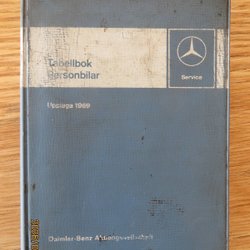 Tabellbok
Personbilar
Service
Upplaga 1969
Daimler-Benz Aktiengesellschaft